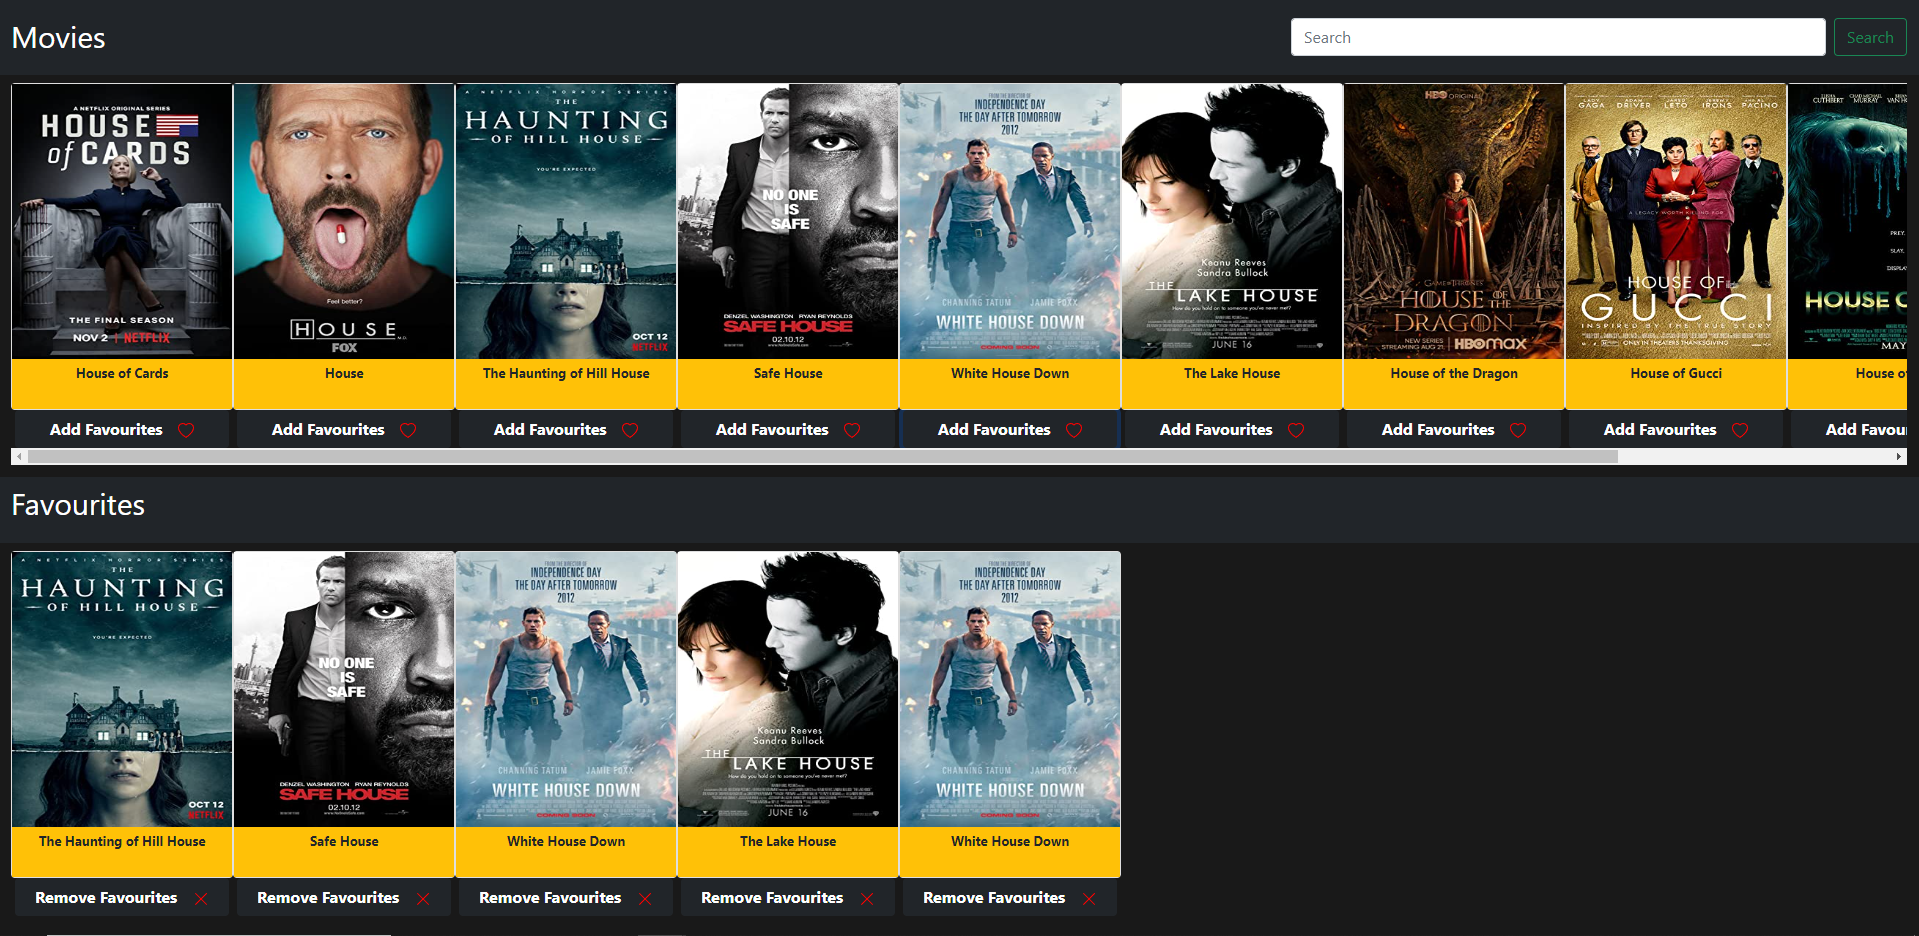 Movies
Search
Search
A NETFLIX ORIGINAL SERIES
HOUSE
of CARDS
THE FINAL SEASON
NOV 2 | NETFLIX
Feel better?
HOUSE M.D.
FOX
A NETFLIX HORROR SERIES
THE
HAUNTING
OF HILL HOUSE
YOU'RE EXPECTED
OCT 12
NETFLIX
NO ONE
IS
SAFE
DENZEL WASHINGTON RYAN REYNOLDS
SAFE HOUSE
02.10.12
FROM THE DIRECTOR OF
INDEPENDENCE DAY
THE DAY AFTER TOMORROW
2012
CHANNING TATUM JAMIE FOXX
WHITE HOUSE DOWN
COMING SOON
Keanu Reeves
Sandra Bullock
THE
LAKE HOUSE
How do you hold on to someone you've never met?
JUNE 16
HBO ORIGINAL
GAME OF THRONES
HOUSE OF THE
DRAGON
NEW SERIES
STREAMING AUG 21 HBOmax
LADY GAGA ADAM DRIVER JARED LETO JEREMY IRONS AL PACINO
A LEGACY WORTH KILLING FOR
HOUSE OF
GUCCI
INSPIRED BY THE TRUE STORY
ONLY IN THEATERS THANKSGIVING
CUTHBERT CHAD MICHAEL MURRAY
PREY.
SLAY.
HOUSE O
MAY
House of Cards
House
The Haunting of Hill House
Safe House
White House Down
The Lake House
House of the Dragon
House of Gucci
House of
Add Favourites
Add Favourites
Add Favourites
Add Favourites
Add Favourites
Add Favourites
Add Favourites
Add Favourites
Add Favou
Favourites
A NETFLIX HORROR SERIES
THE
HAUNTING
OF HILL HOUSE
YOU'RE EXPECTED
OCT 12
NETFLIX
NO ONE
IS
SAFE
DENZEL WASHINGTON RYAN REYNOLDS
SAFE HOUSE
02.10.12
FROM THE DIRECTOR OF
INDEPENDENCE DAY
THE DAY AFTER TOMORROW
2012
CHANNING TATUM JAMIE FOXX
WHITE HOUSE DOWN
COMING SOON
Keanu Reeves
Sandra Bullock
THE
LAKE HOUSE
How do you hold on to someone you've never met?
JUNE 16
FROM THE DIRECTOR OF
INDEPENDENCE DAY
THE DAY AFTER TOMORROW
2012
CHANNING TATUM JAMIE FOXX
WHITE HOUSE DOWN
COMING SOON
The Haunting of Hill House
Safe House
White House Down
The Lake House
White House Down
Remove Favourites
Remove Favourites
Remove Favourites
Remove Favourites
Remove Favourites